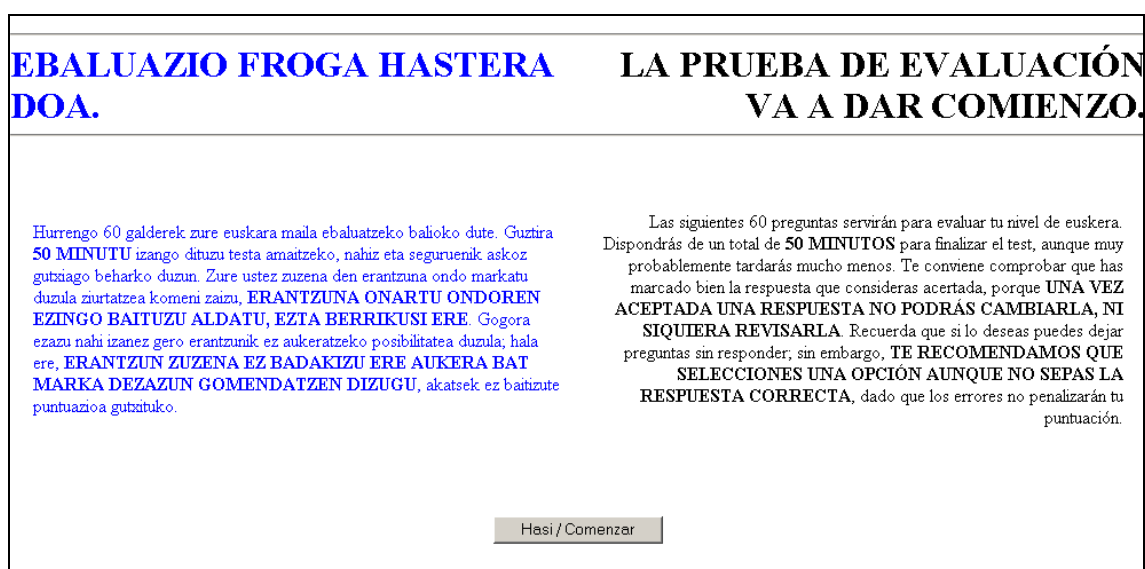 EBALUAZIO FROGA HASTERA
DOA.
LA PRUEBA DE EVALUACIÓN
VA A DAR COMIENZO.
Hurrengo 60 galderek zure euskara maila ebaluatzeko balioko dute. Guztira
50 MINUTU izango dituzu testa amaitzeko, nahiz eta seguruenik askoz
gutxiago beharko duzun. Zure ustez zuzena den erantzuna ondo markatu
duzula ziurtatzea komeni zaizu, ERANTZUNA ONARTU ONDOREN
EZINGO BAITUZU ALDATU, EZTA BERRIKUSI ERE. Gogora
ezazu nahi izanez gero erantzunik ez aukeratzeko posibilitatea duzula; hala
ere, ERANTZUN ZUZENA EZ BADAKIZU ERE AUKERA BAT
MARKA DEZAZUN GOMENDATZEN DIZUGU, akatsek ez baitizute
puntuazioa gutxituko.
Las siguientes 60 preguntas servirán para evaluar tu nivel de euskera.
Dispondrás de un total de 50 MINUTOS para finalizar el test, aunque muy
probablemente tardarás mucho menos. Te conviene comprobar que has
marcado bien la respuesta que consideras acertada, porque UNA VEZ
ACEPTADA UNA RESPUESTA NO PODRÁS CAMBIARLA, NI
SIQUIERA REVISARLA. Recuerda que si lo deseas puedes dejar
preguntas sin responder; sin embargo, TE RECOMENDAMOS QUE
SELECCIONES UNA OPCIÓN AUNQUE NO SEPAS LA
RESPUESTA CORRECTA, dado que los errores no penalizarán tu
puntuación.
Hasi / Comenzar